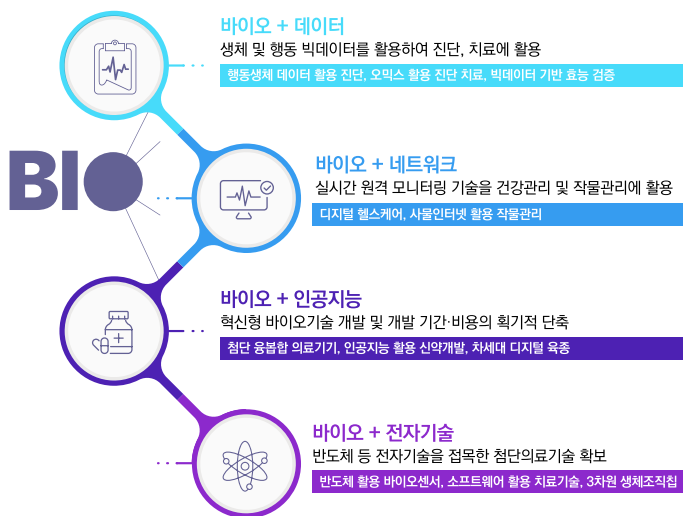 바이오 + 데이터
생체 및 행동 빅데이터를 활용하여 진단, 치료에 활용
행동생체 데이터 활용 진단, 오믹스 활용 진단 치료, 빅데이터 기반 효능 검증
BIO
바이오 + 네트워크
실시간 원격 모니터링 기술을 건강관리 및 작물관리에 활용
디지털 헬스케어, 사물인터넷 활용 작물관리
바이오 + 인공지능
혁신형 바이오기술 개발 및 개발 기간·비용의 획기적 단축
첨단 융봅합 의료기기, 인공지능 활용 신약개발, 차세대 디지털 육종
바이오 + 전자기술
반도체 등 전자기술을 접목한 첨단의료기술 확보
반도체 활용 바이오센서, 소프트웨어 활용 치료기술, 3차원 생체조직칩